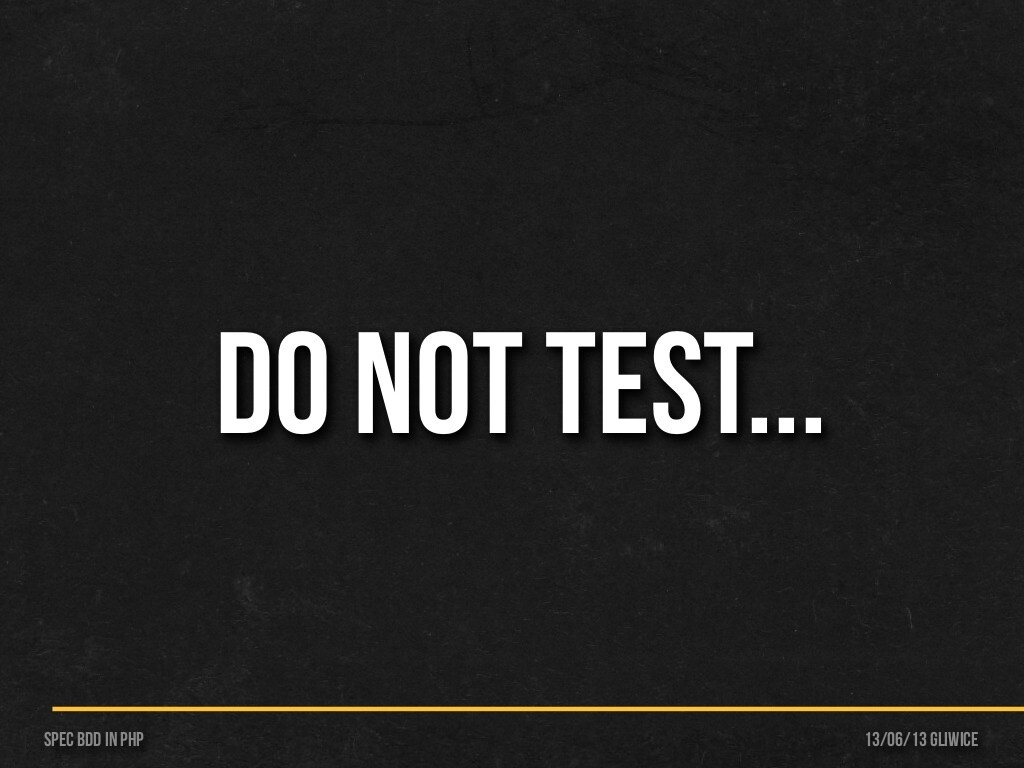 DO NOT TEST...
SPEC BDD IN PHP
13/06/13 GLIWICE